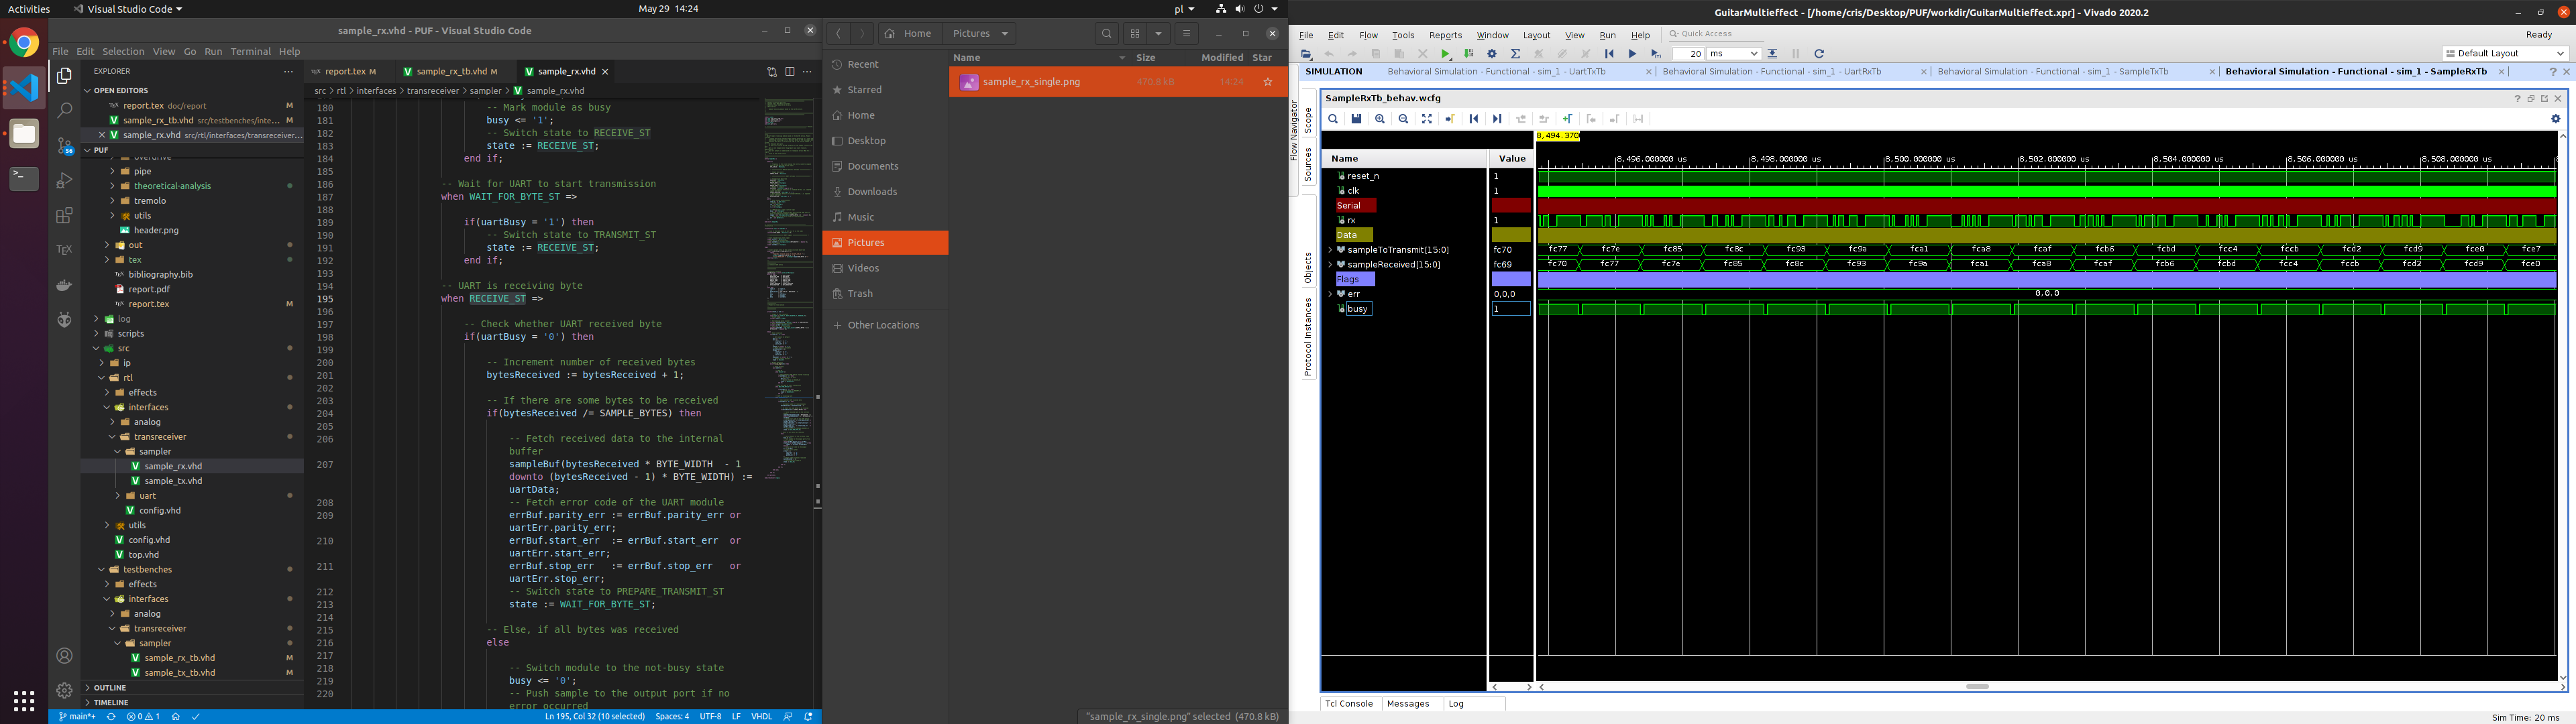 Activities
Visual Studio Code
May 29 14:24
pl
sample_rx.vhd - PUF - Visual Studio Code
File Edit Selection View Go Run Terminal Help
EXPLORER
OPEN EDITORS
report.tex doc/report M
sample_rx_tb.vhd src/testbenches/inte... M
sample_rx.vhd src/rtl/interfaces/transreceiver...
PUF
overdrive
pipe
theoretical-analysis
tremolo
utils
header.png
out
tex
bibliography.bib
report.pdf
report.tex M
log
scripts
src
ip
rtl
effects
interfaces
analog
transreceiver
sampler
sample_rx.vhd
sample_tx.vhd
uart
config.vhd
utils
config.vhd
top.vhd
testbenches
effects
interfaces
analog
transreceiver
sampler
sample_rx_tb.vhd M
sample_tx_tb.vhd M
OUTLINE
TIMELINE
report.tex M
sample_rx_tb.vhd M
sample_rx.vhd
src > rtl > interfaces > transreceiver > sampler > sample_rx.vhd
180 -- Mark module as busy
181 busy <= '1';
182 -- Switch state to RECEIVE_ST
183 state := RECEIVE_ST;
184 end if;
185
186 -- Wait for UART to start transmission
187 when WAIT_FOR_BYTE_ST =>
188
189 if(uartBusy = '1') then
190 -- Switch state to TRANSMIT_ST
191 state := RECEIVE_ST;
192 end if;
193
194 -- UART is receiving byte
195 when RECEIVE_ST =>
196
197 -- Check whether UART received byte
198 if(uartBusy = '0') then
199
200 -- Increment number of received bytes
201 bytesReceived := bytesReceived + 1;
202
203 -- If there are some bytes to be received
204 if(bytesReceived /= SAMPLE_BYTES) then
205
206 -- Fetch received data to the internal
buffer
207 sampleBuf(bytesReceived * BYTE_WIDTH - 1
downto (bytesReceived - 1) * BYTE_WIDTH) :=
uartData;
208 -- Fetch error code of the UART module
209 errBuf.parity_err := errBuf.parity_err or
uartErr.parity_err;
210 errBuf.start_err := errBuf.start_err or
uartErr.start_err;
211 errBuf.stop_err := errBuf.stop_err or
uartErr.stop_err;
212 -- Switch state to PREPARE_TRANSMIT_ST
213 state := WAIT_FOR_BYTE_ST;
214
215 -- Else, if all bytes was received
216 else
217
218 -- Switch module to the not-busy state
219 busy <= '0';
220 -- Push sample to the output port if no
error occurred
main*+ 0 1 Ln 195, Col 32 (10 selected) Spaces: 4 UTF-8 LF VHDL
56
TEX
Home Pictures
Recent
Starred
Home
Desktop
Documents
Downloads
Music
Pictures
Videos
Trash
Other Locations
Name Size Modified Star
sample_rx_single.png 470.8 kB 14:24
"sample_rx_single.png" selected (470.8 kB)
GuitarMultieffect - [/home/cris/Desktop/PUF/workdir/GuitarMultieffect.xpr] - Vivado 2020.2
File Edit Flow Tools Reports Window Layout View Run Help Quick Access Ready
20 ms Default Layout
SIMULATION Behavioral Simulation - Functional - sim_1 - UartTxTb Behavioral Simulation - Functional - sim_1 - UartRxTb Behavioral Simulation - Functional - sim_1 - SampleTxTb Behavioral Simulation - Functional - sim_1 - SampleRxTb
Flow Navigator
Scope
Sources
Objects
Protocol Instances
SampleRxTb_behav.wcfg
8,494.370
Name Value
8,496.000000 us 8,498.000000 us 8,500.000000 us 8,502.000000 us 8,504.000000 us 8,506.000000 us 8,508.000000 us
reset_n 1
clk 1
Serial
rx 1
Data
sampleToTransmit[15:0] fc70 fc77 fc7e fc85 fc8c fc93 fc9a fca1 fca8 fcaf fcb6 fcbd fcc4 fccb fcd2 fcd9 fce0 fce7
sampleReceived[15:0] fc69 fc70 fc77 fc7e fc85 fc8c fc93 fc9a fca1 fca8 fcaf fcb6 fcbd fcc4 fccb fcd2 fcd9 fce0
Flags
err 0,0,0 0,0,0
busy 1
Tcl Console Messages Log
Sim Time: 20 ms